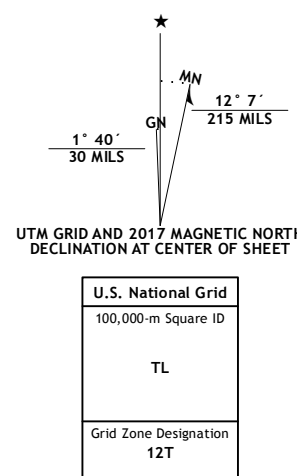 ★
MN
GN
12° 7´
215 MILS
1° 40´
30 MILS
UTM GRID AND 2017 MAGNETIC NORTH
DECLINATION AT CENTER OF SHEET
U.S. National Grid
100,000-m Square ID
TL
Grid Zone Designation
12T